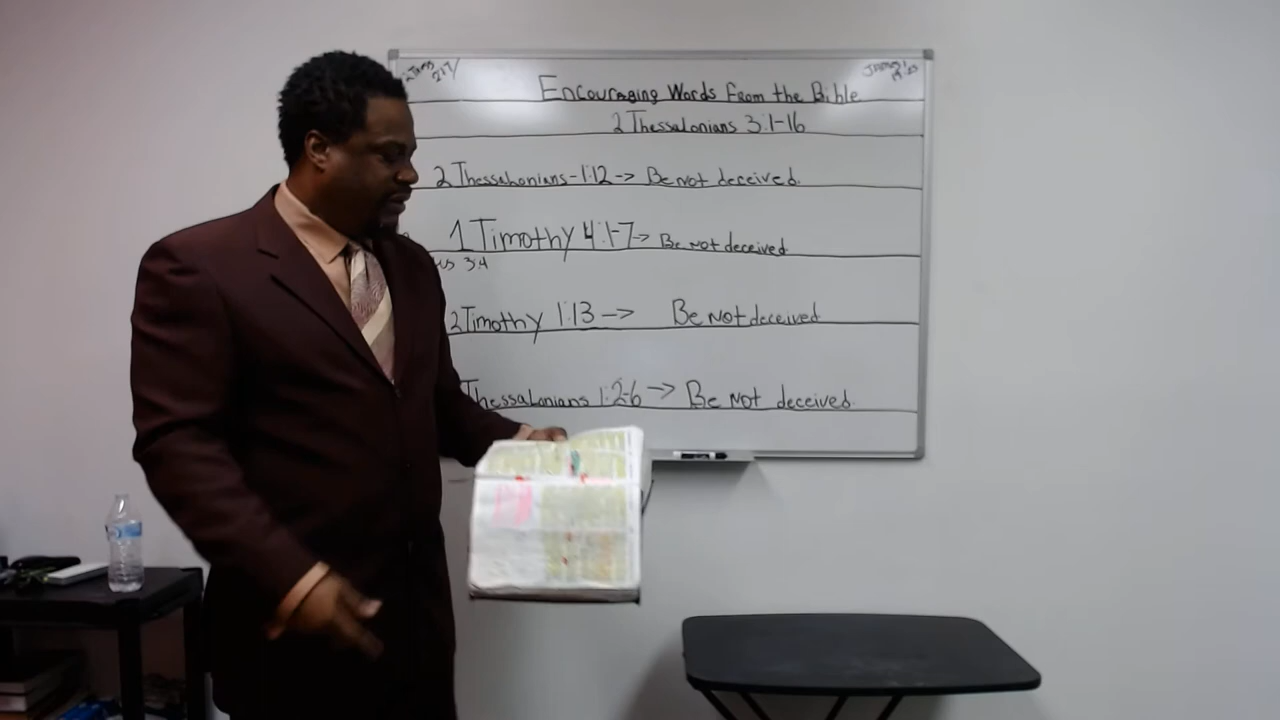 Encouraging Words From the Bible
2 Thessalonians 3:1-16
2 Thessalonians - 1:12 -> Be not deceived.
1 Timothy 4:1-7 -> Be not deceived
3:4
2 Timothy 1:13 -> Be not deceived
Thessalonians 1:2-6 -> Be not deceived.